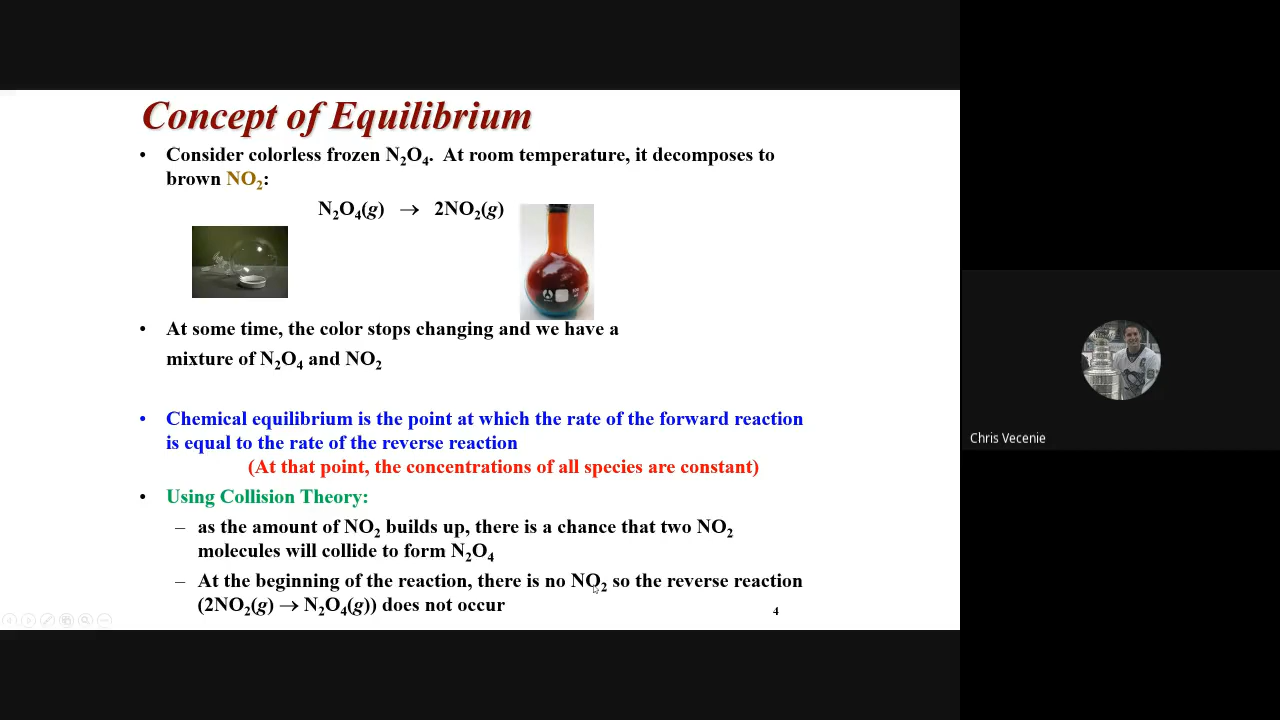 Concept of Equilibrium
• Consider colorless frozen N₂O₄. At room temperature, it decomposes to
brown NO₂:
N₂O₄(g) → 2NO₂(g)
• At some time, the color stops changing and we have a
mixture of N₂O₄ and NO₂
• Chemical equilibrium is the point at which the rate of the forward reaction
is equal to the rate of the reverse reaction
(At that point, the concentrations of all species are constant)
• Using Collision Theory:
– as the amount of NO₂ builds up, there is a chance that two NO₂
molecules will collide to form N₂O₄
– At the beginning of the reaction, there is no NO₂ so the reverse reaction
(2NO₂(g) → N₂O₄(g)) does not occur
4
Chris Vecenie